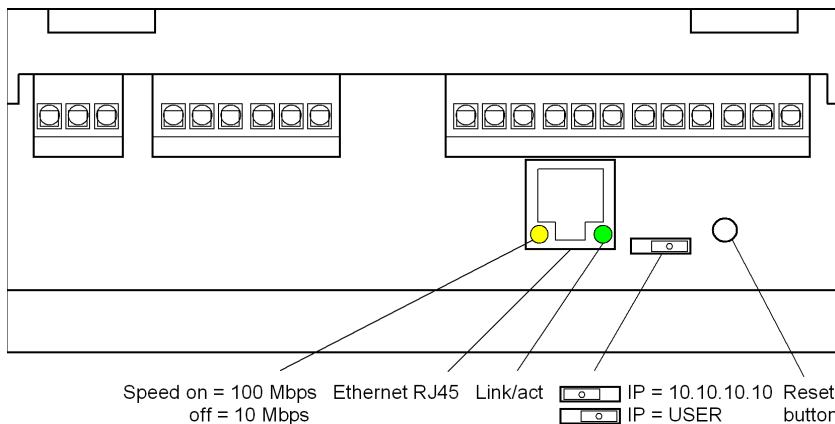 Speed on = 100 Mbps Ethernet RJ45 Link/act IP = 10.10.10.10 Reset
off = 10 Mbps IP = USER button